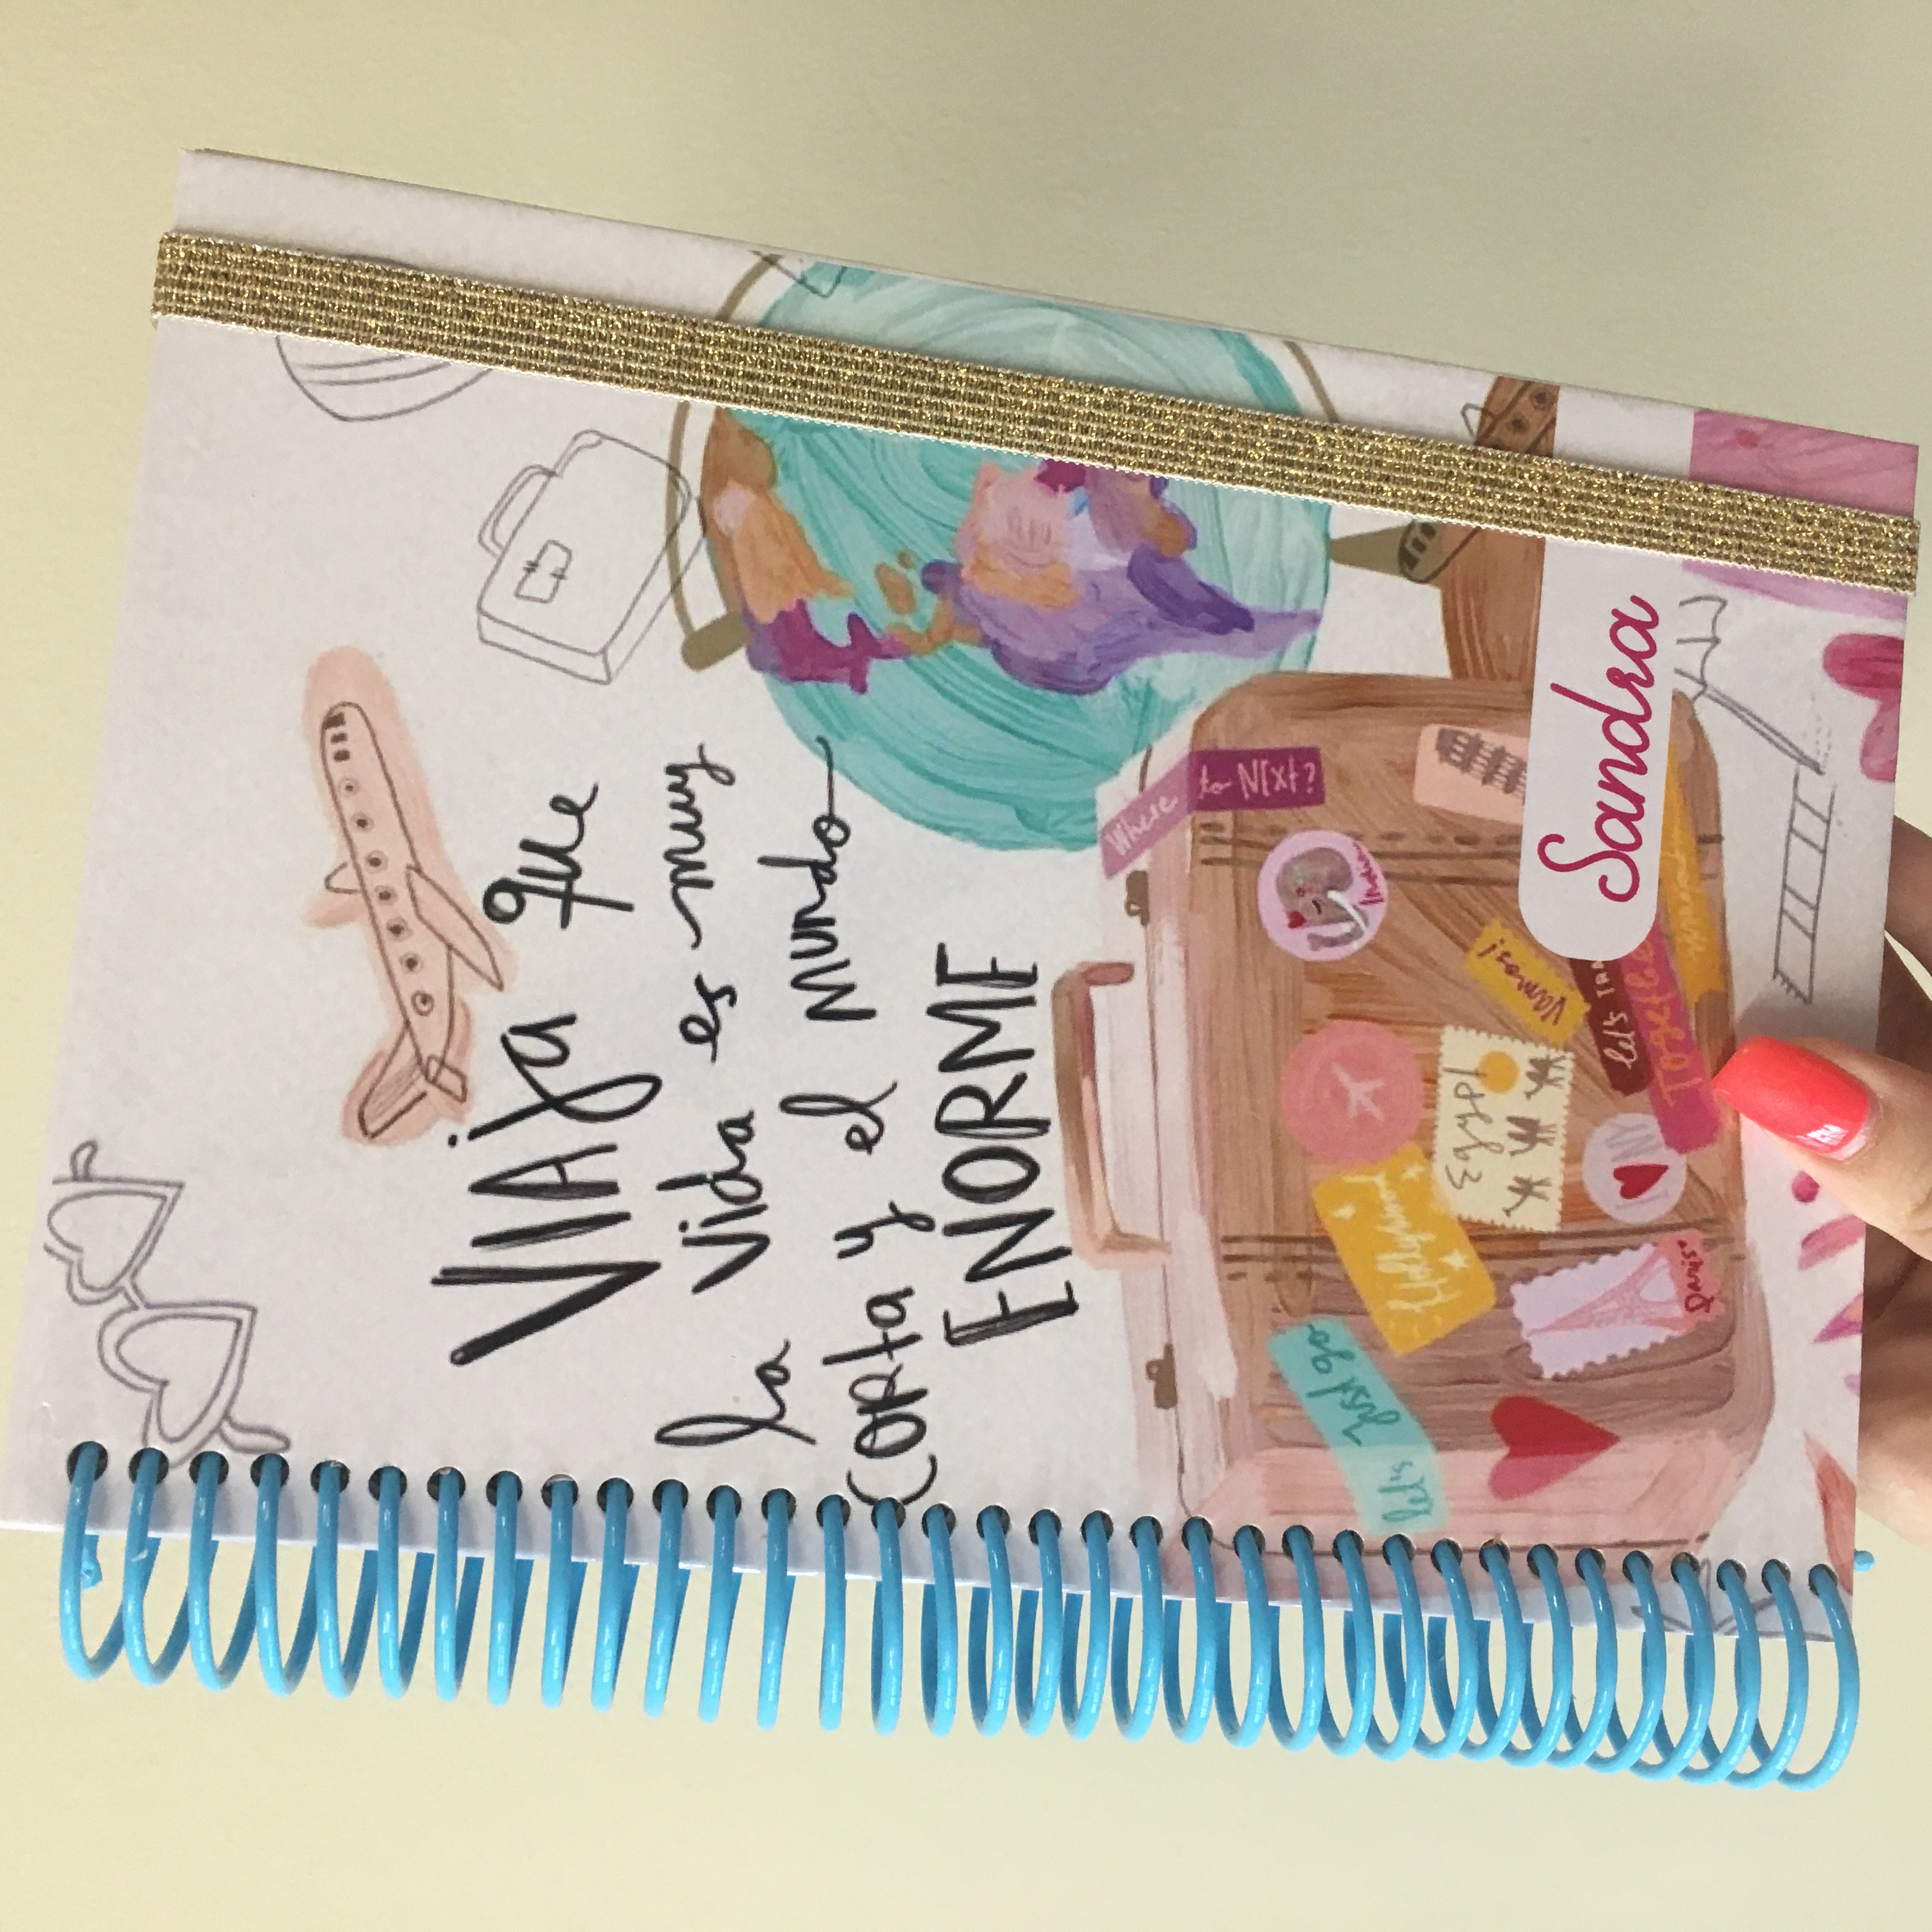 VIAja que
la vida es muy
corta y el mundo
ENORME
Where
to Next?
let's Just go
Hollywood
India
Egypt
vamos!
Paris
I NY
let's TRA
Together
Sandra